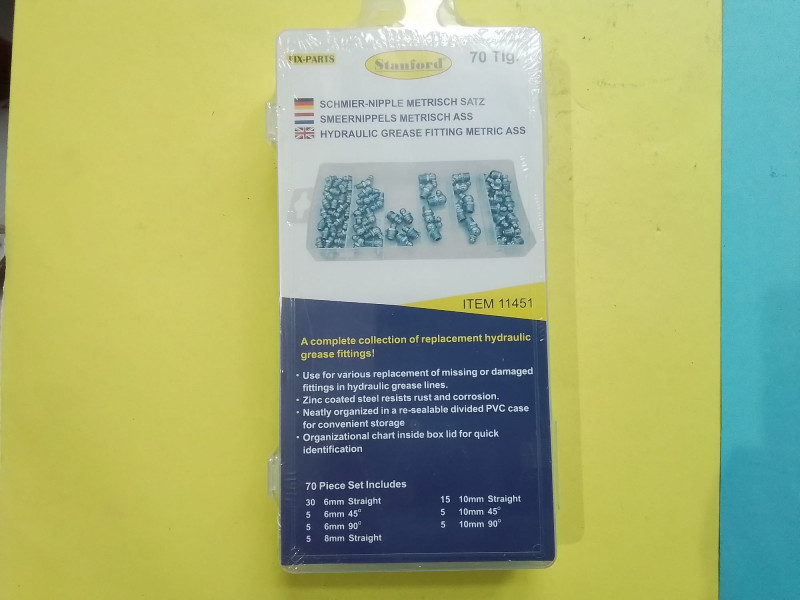 FIX-PARTS
Stanford
70 Tlg.
SCHMIER-NIPPLE METRISCH SATZ
SMEERNIPPELS METRISCH ASS
HYDRAULIC GREASE FITTING METRIC ASS
ITEM 11451
A complete collection of replacement hydraulic
grease fittings!
· Use for various replacement of missing or damaged
fittings in hydraulic grease lines.
· Zinc coated steel resists rust and corrosion.
· Neatly organized in a re-sealable divided PVC case
for convenient storage
· Organizational chart inside box lid for quick
identification
70 Piece Set Includes
30 6mm Straight
5 6mm 45°
5 6mm 90°
5 8mm Straight
15 10mm Straight
5 10mm 45°
5 10mm 90°